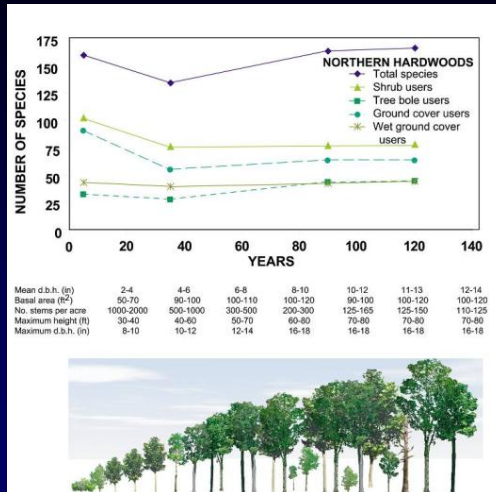 175
150
125
100
75
50
25
0
NUMBER OF SPECIES
NORTHERN HARDWOODS
Total species
Shrub users
Tree bole users
Ground cover users
Wet ground cover
users
0 20 40 60 80 100 120 140
YEARS
Mean d.b.h. (in) 2-4 4-6 6-8 8-10 10-12 11-13 12-14
Basal area (ft2) 50-70 90-100 100-110 100-120 90-100 100-120 100-120
No. stems per acre 1000-2000 500-1000 300-500 200-300 125-165 125-150 110-125
Maximum height (ft) 30-40 40-60 50-70 60-80 70-80 70-80 70-80
Maximum d.b.h. (in) 8-10 10-12 12-14 16-18 16-18 16-18 16-18